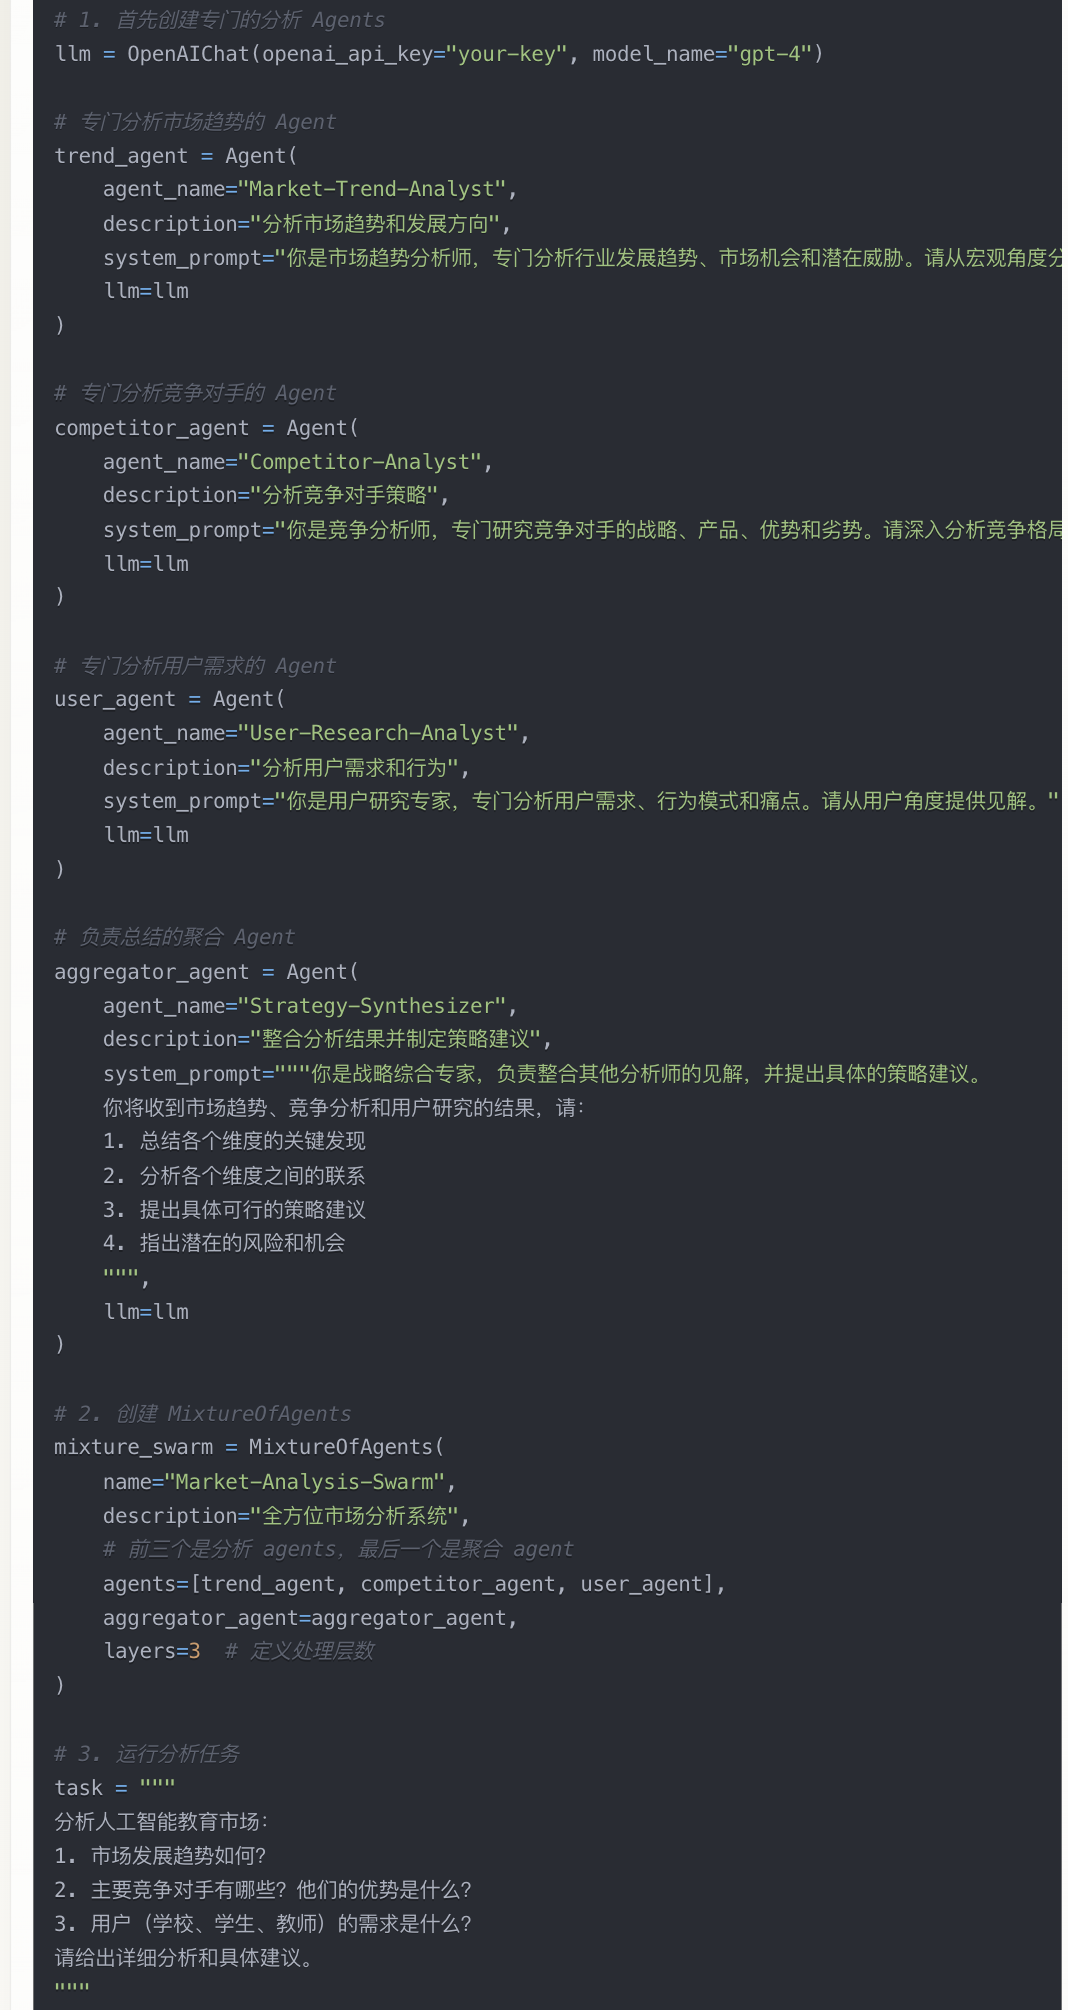 # 1. 首先创建专门的分析 Agents
llm = OpenAIChat(openai_api_key="your-key", model_name="gpt-4")
# 专门分析市场趋势的 Agent
trend_agent = Agent(
    agent_name="Market-Trend-Analyst",
    description="分析市场趋势和发展方向",
    system_prompt="你是市场趋势分析师，专门分析行业发展趋势、市场机会和潜在威胁。请从宏观角度分
    llm=llm
)
# 专门分析竞争对手的 Agent
competitor_agent = Agent(
    agent_name="Competitor-Analyst",
    description="分析竞争对手策略",
    system_prompt="你是竞争分析师，专门研究竞争对手的战略、产品、优势和劣势。请深入分析竞争格局
    llm=llm
)
# 专门分析用户需求的 Agent
user_agent = Agent(
    agent_name="User-Research-Analyst",
    description="分析用户需求和行为",
    system_prompt="你是用户研究专家，专门分析用户需求、行为模式和痛点。请从用户角度提供见解。"
    llm=llm
)
# 负责总结的聚合 Agent
aggregator_agent = Agent(
    agent_name="Strategy-Synthesizer",
    description="整合分析结果并制定策略建议",
    system_prompt="""你是战略综合专家，负责整合其他分析师的见解，并提出具体的策略建议。
    你将收到市场趋势、竞争分析和用户研究的结果，请：
    1. 总结各个维度的关键发现
    2. 分析各个维度之间的联系
    3. 提出具体可行的策略建议
    4. 指出潜在的风险和机会
    """,
    llm=llm
)
# 2. 创建 MixtureOfAgents
mixture_swarm = MixtureOfAgents(
    name="Market-Analysis-Swarm",
    description="全方位市场分析系统",
    # 前三个是分析 agents，最后一个是聚合 agent
    agents=[trend_agent, competitor_agent, user_agent],
    aggregator_agent=aggregator_agent,
    layers=3  # 定义处理层数
)
# 3. 运行分析任务
task = """
分析人工智能教育市场：
1. 市场发展趋势如何？
2. 主要竞争对手有哪些？他们的优势是什么？
3. 用户（学校、学生、教师）的需求是什么？
请给出详细分析和具体建议。
"""